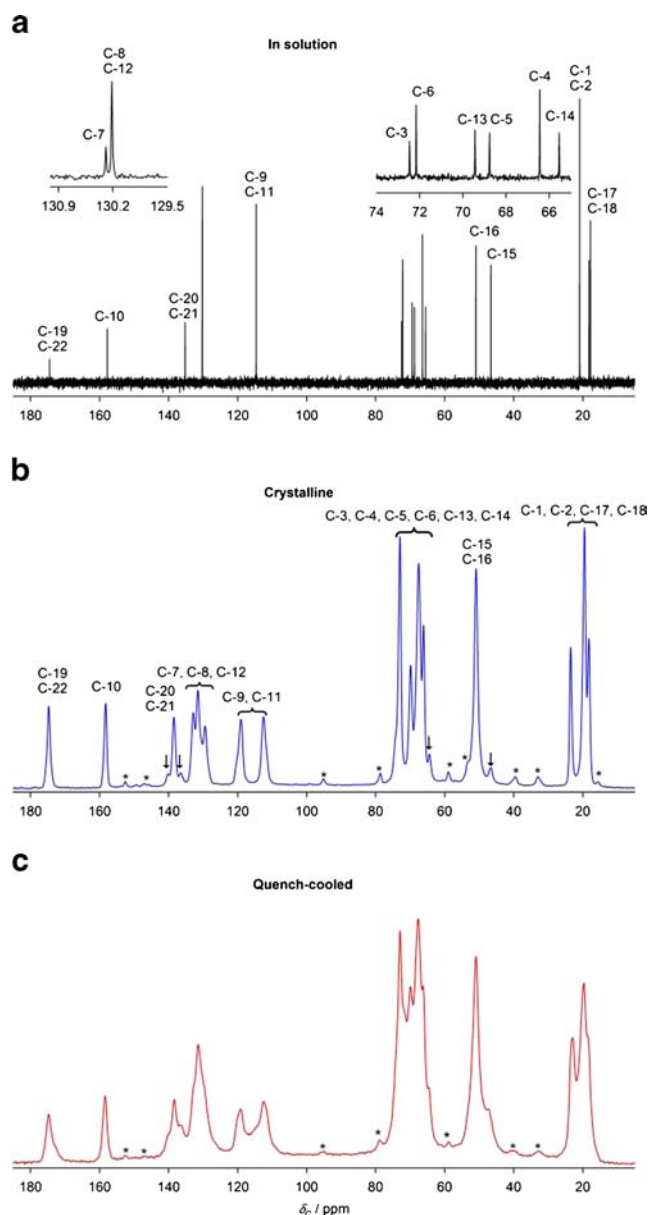 a
In solution
C-8
C-12
C-7
130.9 130.2 129.5
C-6
C-3
C-13 C-5
C-4
C-14
74 72 70 68 66
C-1
C-2
C-9
C-11
C-17
C-18
C-16
C-15
C-20
C-21
C-10
C-19
C-22
180 160 140 120 100 80 60 40 20
b
Crystalline
C-3, C-4, C-5, C-6, C-13, C-14
C-1, C-2, C-17, C-18
C-15
C-16
C-7, C-8, C-12
C-19
C-22
C-10
C-20
C-21
C-9, C-11
* * * * * * * * *
180 160 140 120 100 80 60 40 20
c
Quench-cooled
* * * * * * *
180 160 140 120 100 80 60 40 20
δC / ppm